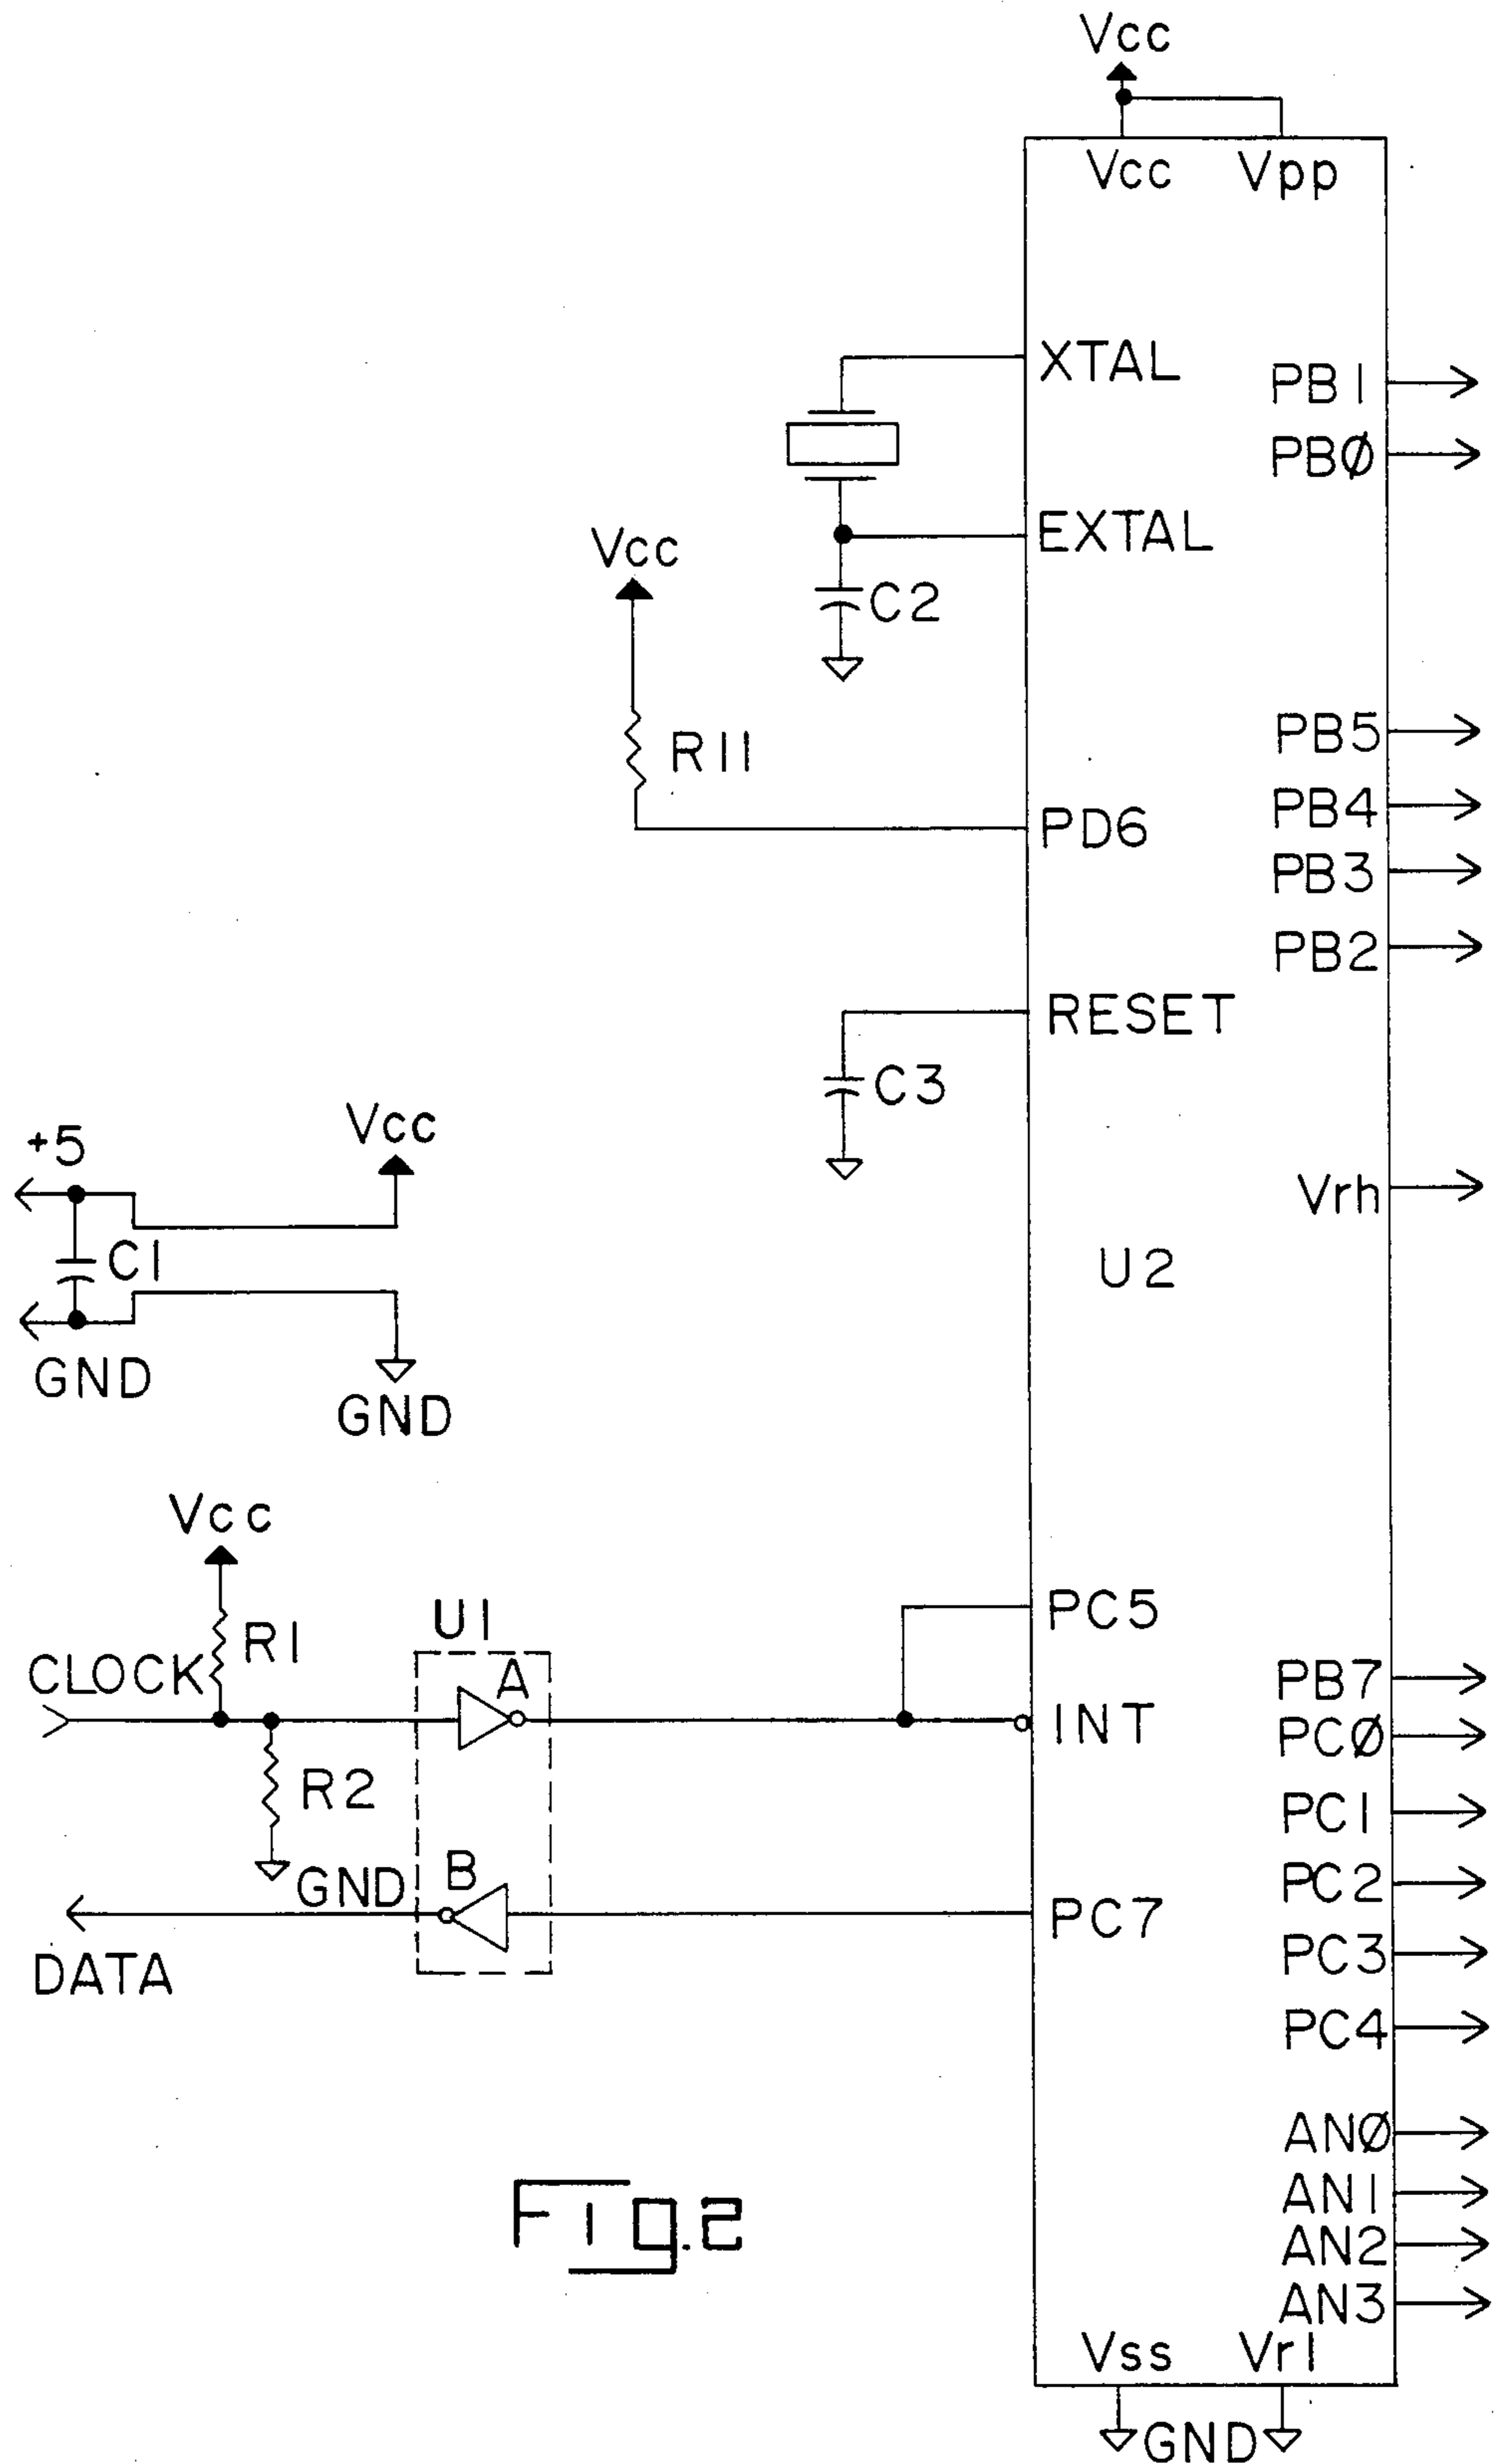 Vcc
Vcc Vpp
XTAL
PB1
PBØ
EXTAL
Vcc
C2
PB5
R11
PB4
PD6
PB3
PB2
RESET
C3
Vcc
+5
Vrh
C1
U2
GND
GND
Vcc
PC5
U1
R1
CLOCK
A
PB7
INT
PCØ
R2
PC1
B
GND
PC2
PC7
PC3
DATA
PC4
ANØ
AN1
Fig.2
AN2
AN3
Vss Vrl
GND